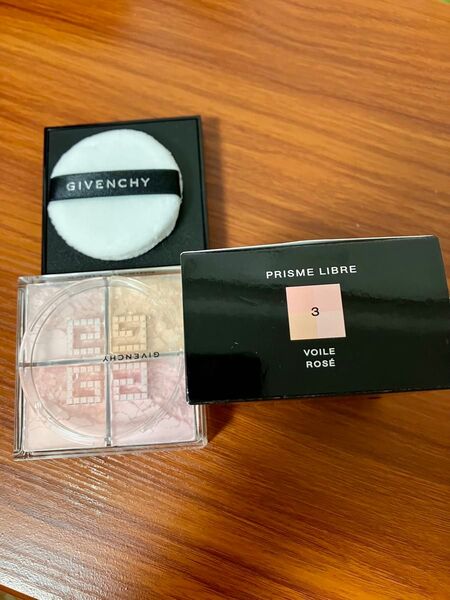 GIVENCHY
PRISME LIBRE
3
VOILE
ROSÉ
GIVENCHY